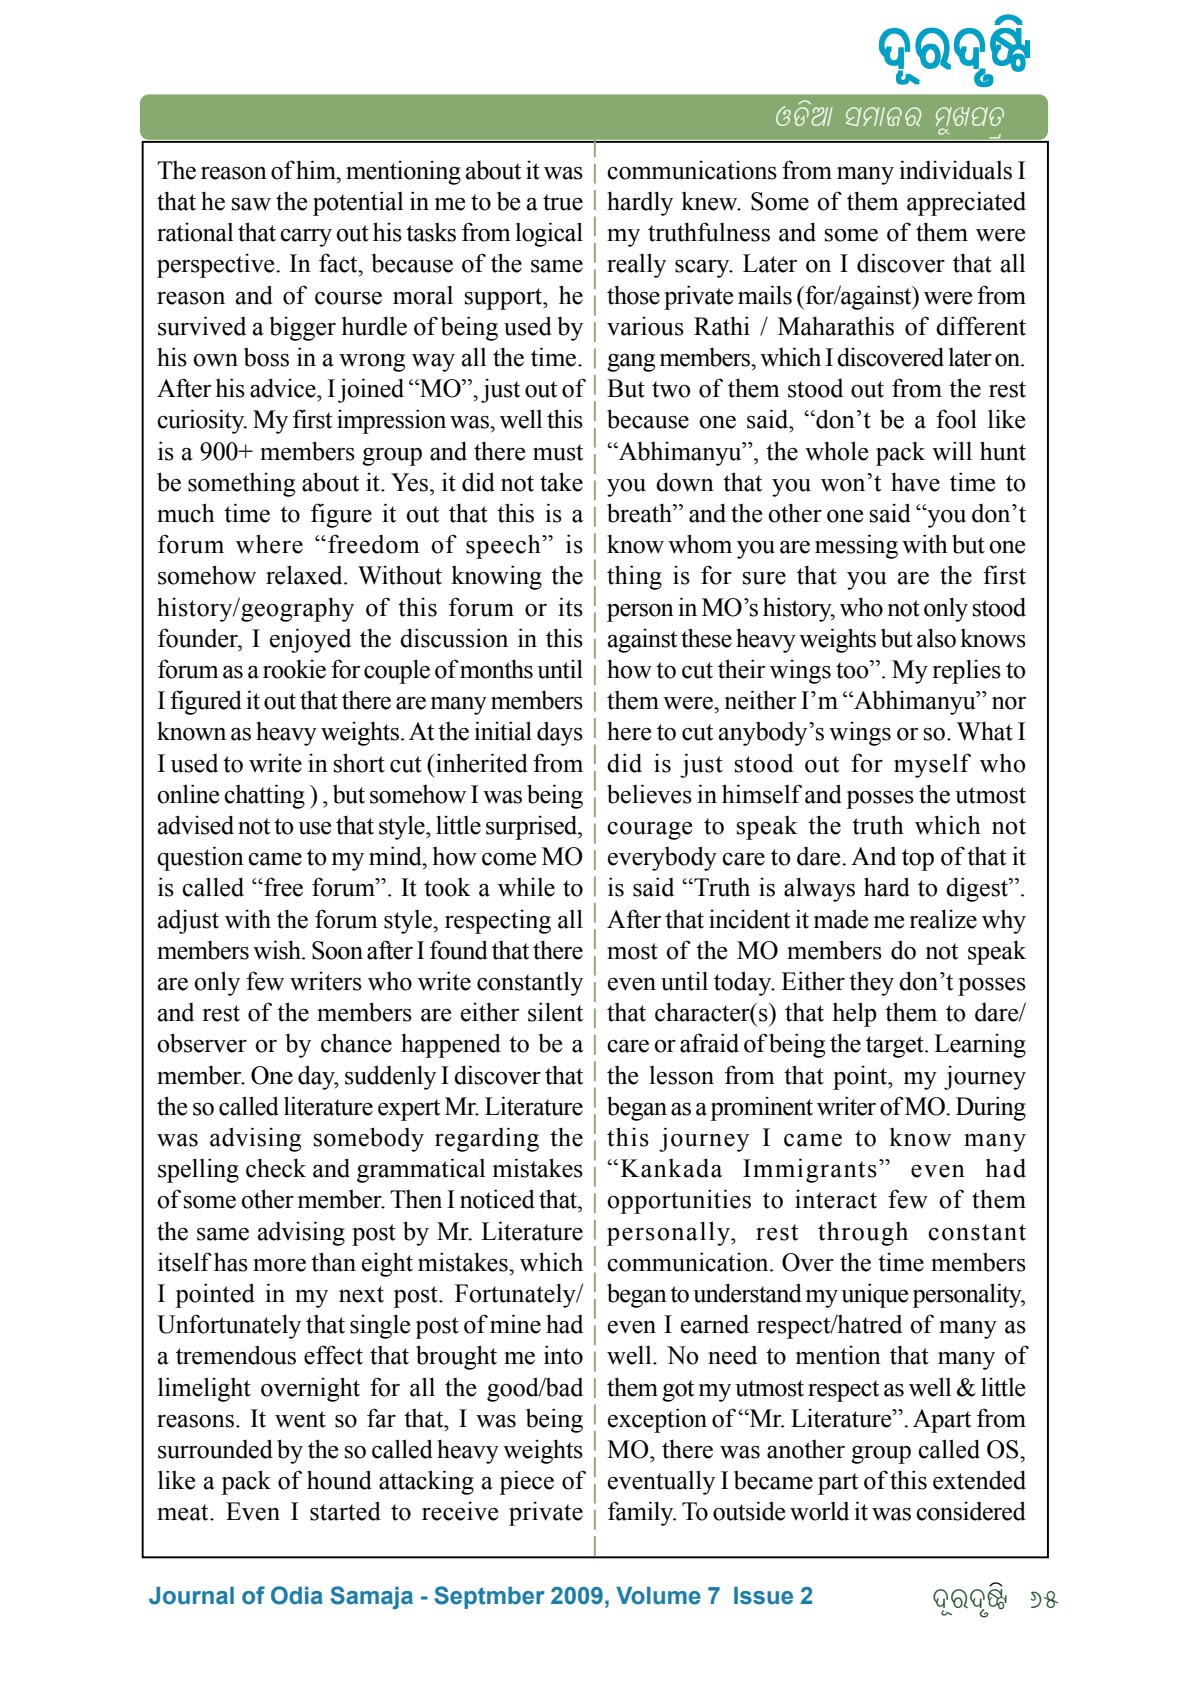 ଦୂରଦୃଷ୍ଟି
ଓଡିଆ ସମାଜର ମୁଖପତ୍ର
The reason of him, mentioning about it was
that he saw the potential in me to be a true
rational that carry out his tasks from logical
perspective. In fact, because of the same
reason and of course moral support, he
survived a bigger hurdle of being used by
his own boss in a wrong way all the time.
After his advice, I joined “MO”, just out of
curiosity. My first impression was, well this
is a 900+ members group and there must
be something about it. Yes, it did not take
much time to figure it out that this is a
forum where “freedom of speech” is
somehow relaxed. Without knowing the
history/geography of this forum or its
founder, I enjoyed the discussion in this
forum as a rookie for couple of months until
I figured it out that there are many members
known as heavy weights. At the initial days
I used to write in short cut (inherited from
online chatting ) , but somehow I was being
advised not to use that style, little surprised,
question came to my mind, how come MO
is called “free forum”. It took a while to
adjust with the forum style, respecting all
members wish. Soon after I found that there
are only few writers who write constantly
and rest of the members are either silent
observer or by chance happened to be a
member. One day, suddenly I discover that
the so called literature expert Mr. Literature
was advising somebody regarding the
spelling check and grammatical mistakes
of some other member. Then I noticed that,
the same advising post by Mr. Literature
itself has more than eight mistakes, which
I pointed in my next post. Fortunately/
Unfortunately that single post of mine had
a tremendous effect that brought me into
limelight overnight for all the good/bad
reasons. It went so far that, I was being
surrounded by the so called heavy weights
like a pack of hound attacking a piece of
meat. Even I started to receive private
communications from many individuals I
hardly knew. Some of them appreciated
my truthfulness and some of them were
really scary. Later on I discover that all
those private mails (for/against) were from
various Rathi / Maharathis of different
gang members, which I discovered later on.
But two of them stood out from the rest
because one said, “don’t be a fool like
“Abhimanyu”, the whole pack will hunt
you down that you won’t have time to
breath” and the other one said “you don’t
know whom you are messing with but one
thing is for sure that you are the first
person in MO’s history, who not only stood
against these heavy weights but also knows
how to cut their wings too”. My replies to
them were, neither I’m “Abhimanyu” nor
here to cut anybody’s wings or so. What I
did is just stood out for myself who
believes in himself and posses the utmost
courage to speak the truth which not
everybody care to dare. And top of that it
is said “Truth is always hard to digest”.
After that incident it made me realize why
most of the MO members do not speak
even until today. Either they don’t posses
that character(s) that help them to dare/
care or afraid of being the target. Learning
the lesson from that point, my journey
began as a prominent writer of MO. During
this journey I came to know many
“Kankada Immigrants” even had
opportunities to interact few of them
personally, rest through constant
communication. Over the time members
began to understand my unique personality,
even I earned respect/hatred of many as
well. No need to mention that many of
them got my utmost respect as well & little
exception of “Mr. Literature”. Apart from
MO, there was another group called OS,
eventually I became part of this extended
family. To outside world it was considered
Journal of Odia Samaja - Septmber 2009, Volume 7 Issue 2
ଦୂରଦୃଷ୍ଟି ୬୫